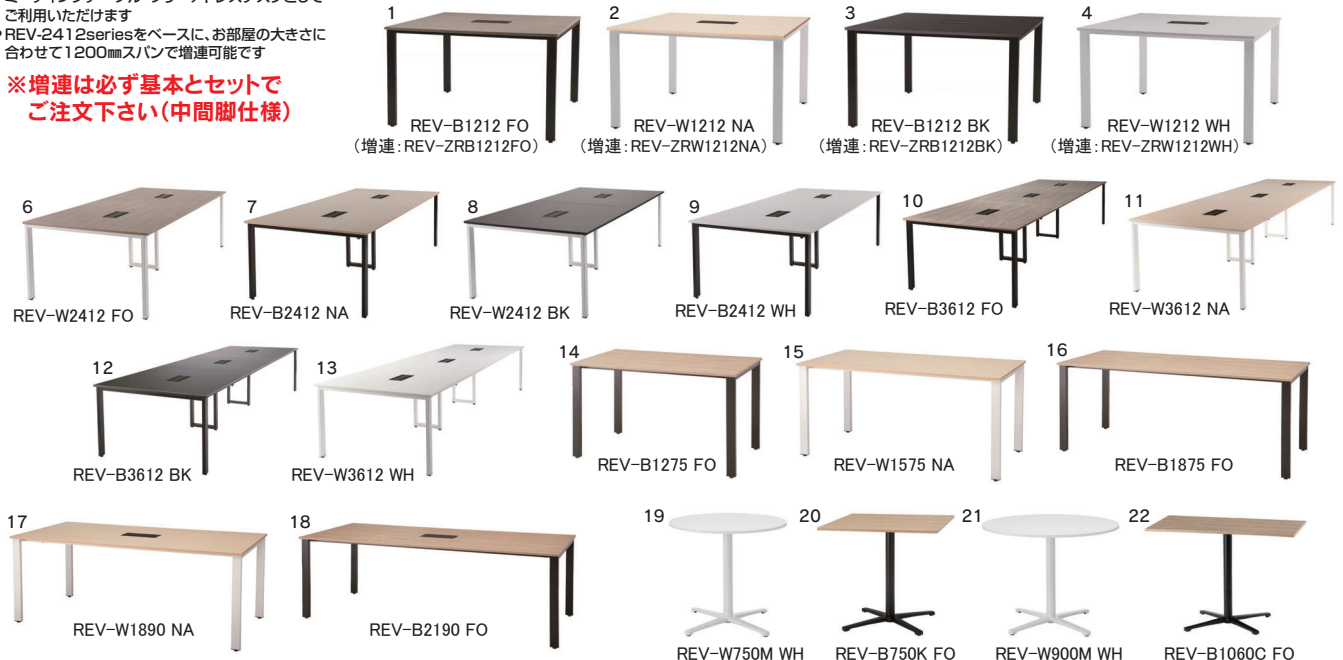 ご利用いただけます
・REV-2412seriesをベースに、お部屋の大きさに
合わせて1200㎜スパンで増連可能です
※増連は必ず基本とセットで
ご注文下さい(中間脚仕様)
1
REV-B1212 FO
(増連:REV-ZRB1212FO)
2
REV-W1212 NA
(増連:REV-ZRW1212NA)
3
REV-B1212 BK
(増連:REV-ZRB1212BK)
4
REV-W1212 WH
(増連:REV-ZRW1212WH)
6
REV-W2412 FO
7
REV-B2412 NA
8
REV-W2412 BK
9
REV-B2412 WH
10
REV-B3612 FO
11
REV-W3612 NA
12
REV-B3612 BK
13
REV-W3612 WH
14
REV-B1275 FO
15
REV-W1575 NA
16
REV-B1875 FO
17
REV-W1890 NA
18
REV-B2190 FO
19
REV-W750M WH
20
REV-B750K FO
21
REV-W900M WH
22
REV-B1060C FO